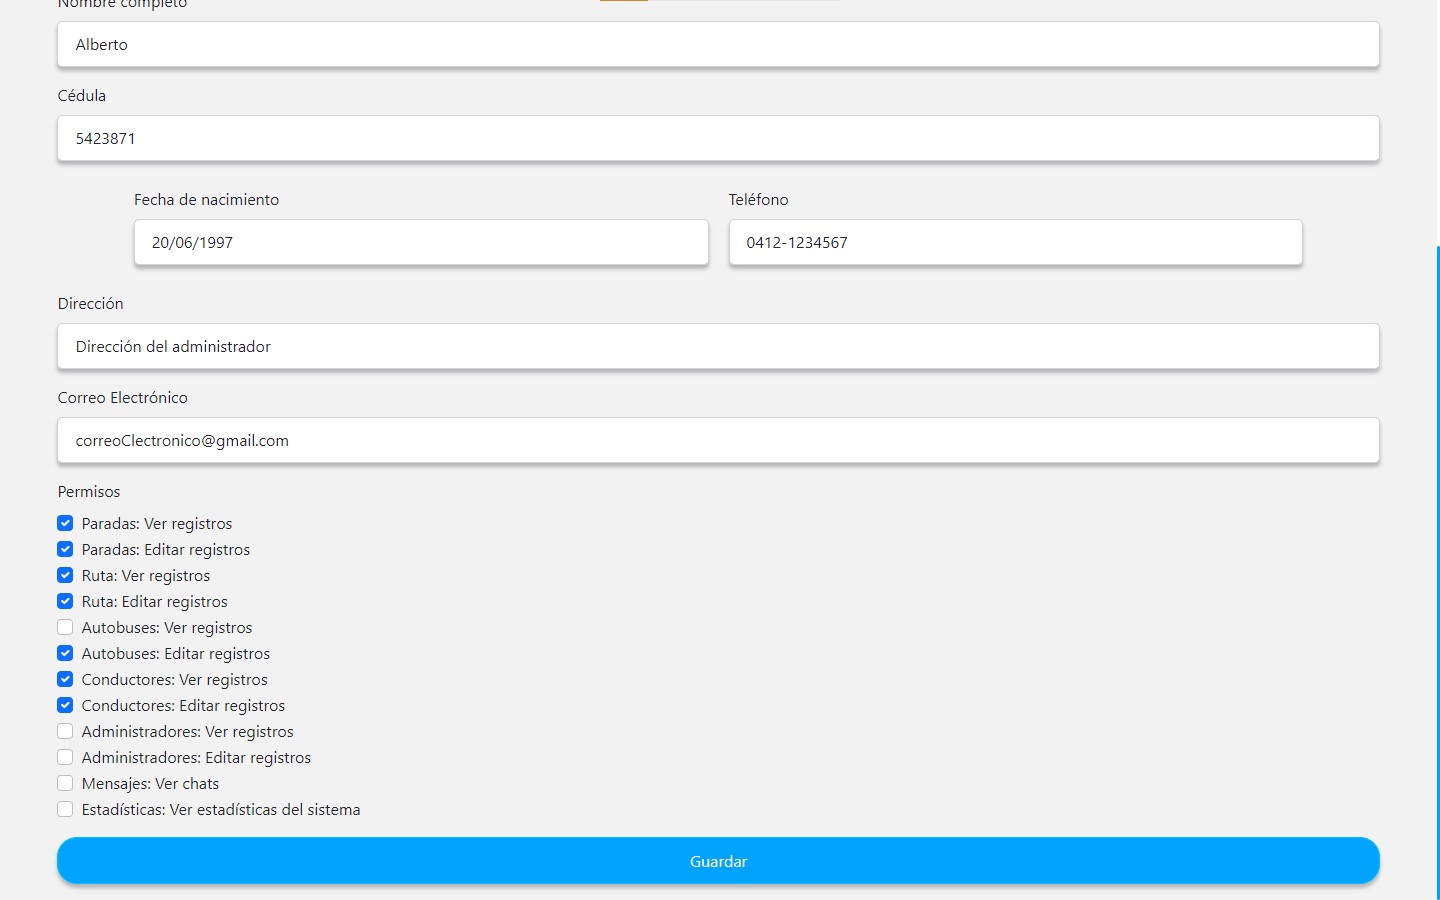 Nombre completo
Alberto
Cédula
5423871
Fecha de nacimiento
Teléfono
20/06/1997
0412-1234567
Dirección
Dirección del administrador
Correo Electrónico
correoClectronico@gmail.com
Permisos
Paradas: Ver registros
Paradas: Editar registros
Ruta: Ver registros
Ruta: Editar registros
Autobuses: Ver registros
Autobuses: Editar registros
Conductores: Ver registros
Conductores: Editar registros
Administradores: Ver registros
Administradores: Editar registros
Mensajes: Ver chats
Estadísticas: Ver estadísticas del sistema
Guardar